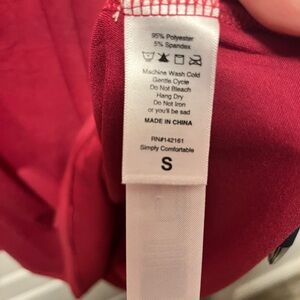 95% Polyester
5% Spandex
Machine Wash Cold
Gentle Cycle
Do Not Bleach
Hang Dry
Do Not Iron
or you'll be sad
MADE IN CHINA
RN#142161
Simply Comfortable
S